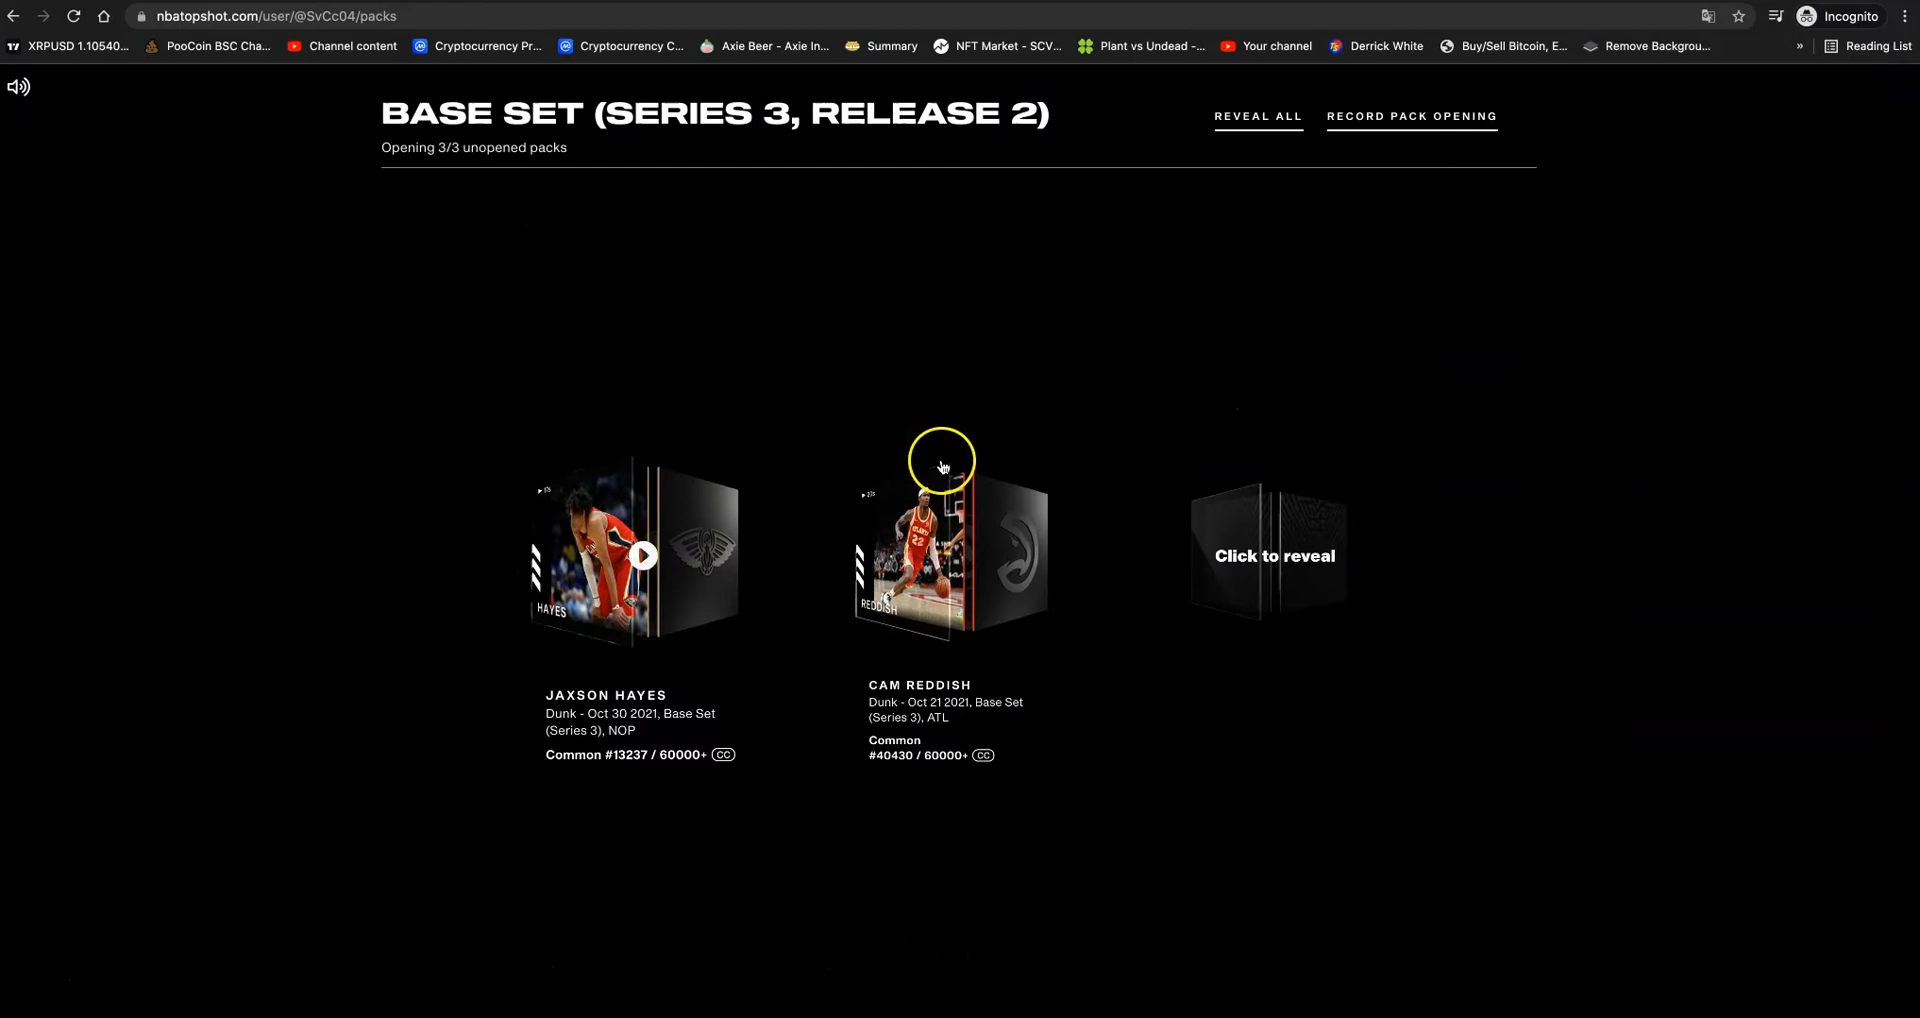 nbatopshot.com/user/@SvCc04/packs
Incognito
XRPUSD 1.10540...
PooCoin BSC Cha...
Channel content
Cryptocurrency Pr...
Cryptocurrency C...
Axie Beer - Axie In...
Summary
NFT Market - SCV...
Plant vs Undead -...
Your channel
Derrick White
Buy/Sell Bitcoin, E...
Remove Backgrou...
»
Reading List
BASE SET (SERIES 3, RELEASE 2)
REVEAL ALL
RECORD PACK OPENING
Opening 3/3 unopened packs
HAYES
22
REDDISH
Click to reveal
JAXSON HAYES
Dunk - Oct 30 2021, Base Set
(Series 3), NOP
Common #13237 / 60000+ CC
CAM REDDISH
Dunk - Oct 21 2021, Base Set
(Series 3), ATL
Common
#40430 / 60000+ CC